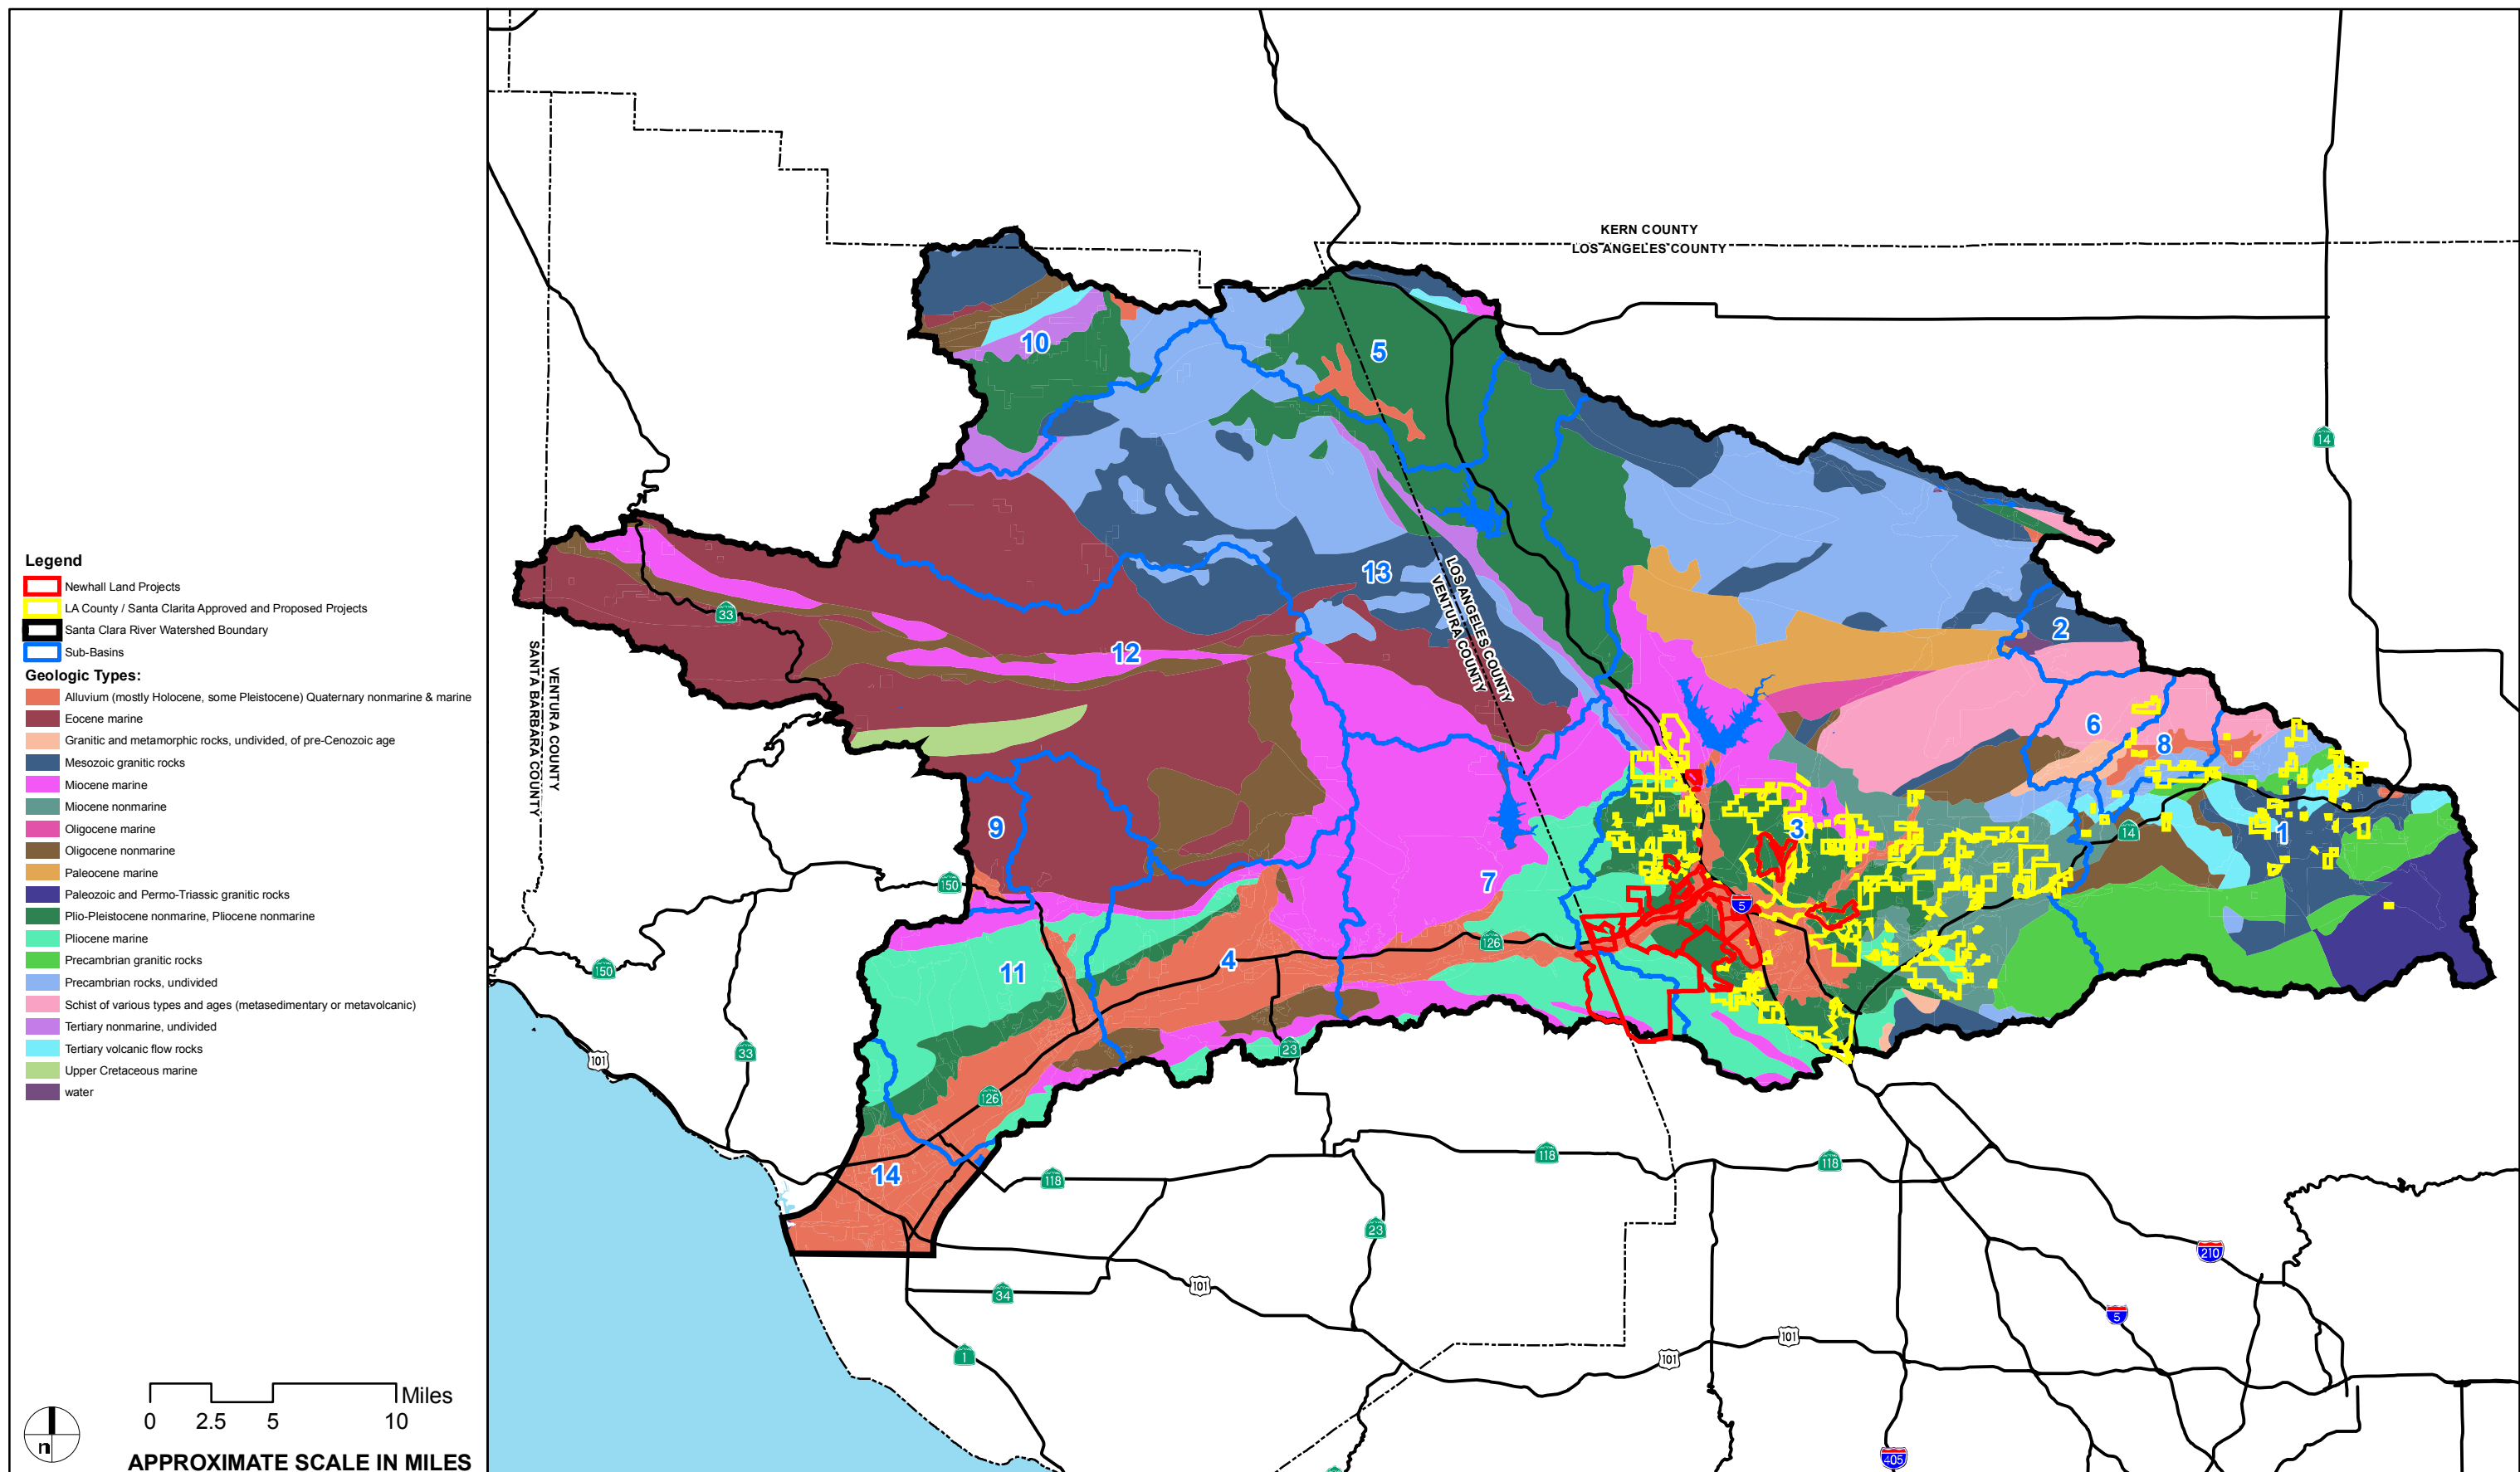 KERN COUNTY
LOS ANGELES COUNTY
10
5
14
13
LOS ANGELES COUNTY
VENTURA COUNTY
33
12
2
SANTA BARBARA COUNTY
VENTURA COUNTY
6
8
9
3
1
14
150
7
5
126
150
11
4
101
33
23
126
14
118
118
118
23
210
34
101
5
1
101
101
405
Legend
Newhall Land Projects
LA County / Santa Clarita Approved and Proposed Projects
Santa Clara River Watershed Boundary
Sub-Basins
Geologic Types:
Alluvium (mostly Holocene, some Pleistocene) Quaternary nonmarine & marine
Eocene marine
Granitic and metamorphic rocks, undivided, of pre-Cenozoic age
Mesozoic granitic rocks
Miocene marine
Miocene nonmarine
Oligocene marine
Oligocene nonmarine
Paleocene marine
Paleozoic and Permo-Triassic granitic rocks
Plio-Pleistocene nonmarine, Pliocene nonmarine
Pliocene marine
Precambrian granitic rocks
Precambrian rocks, undivided
Schist of various types and ages (metasedimentary or metavolcanic)
Tertiary nonmarine, undivided
Tertiary volcanic flow rocks
Upper Cretaceous marine
water
Miles
0 2.5 5 10
n
APPROXIMATE SCALE IN MILES